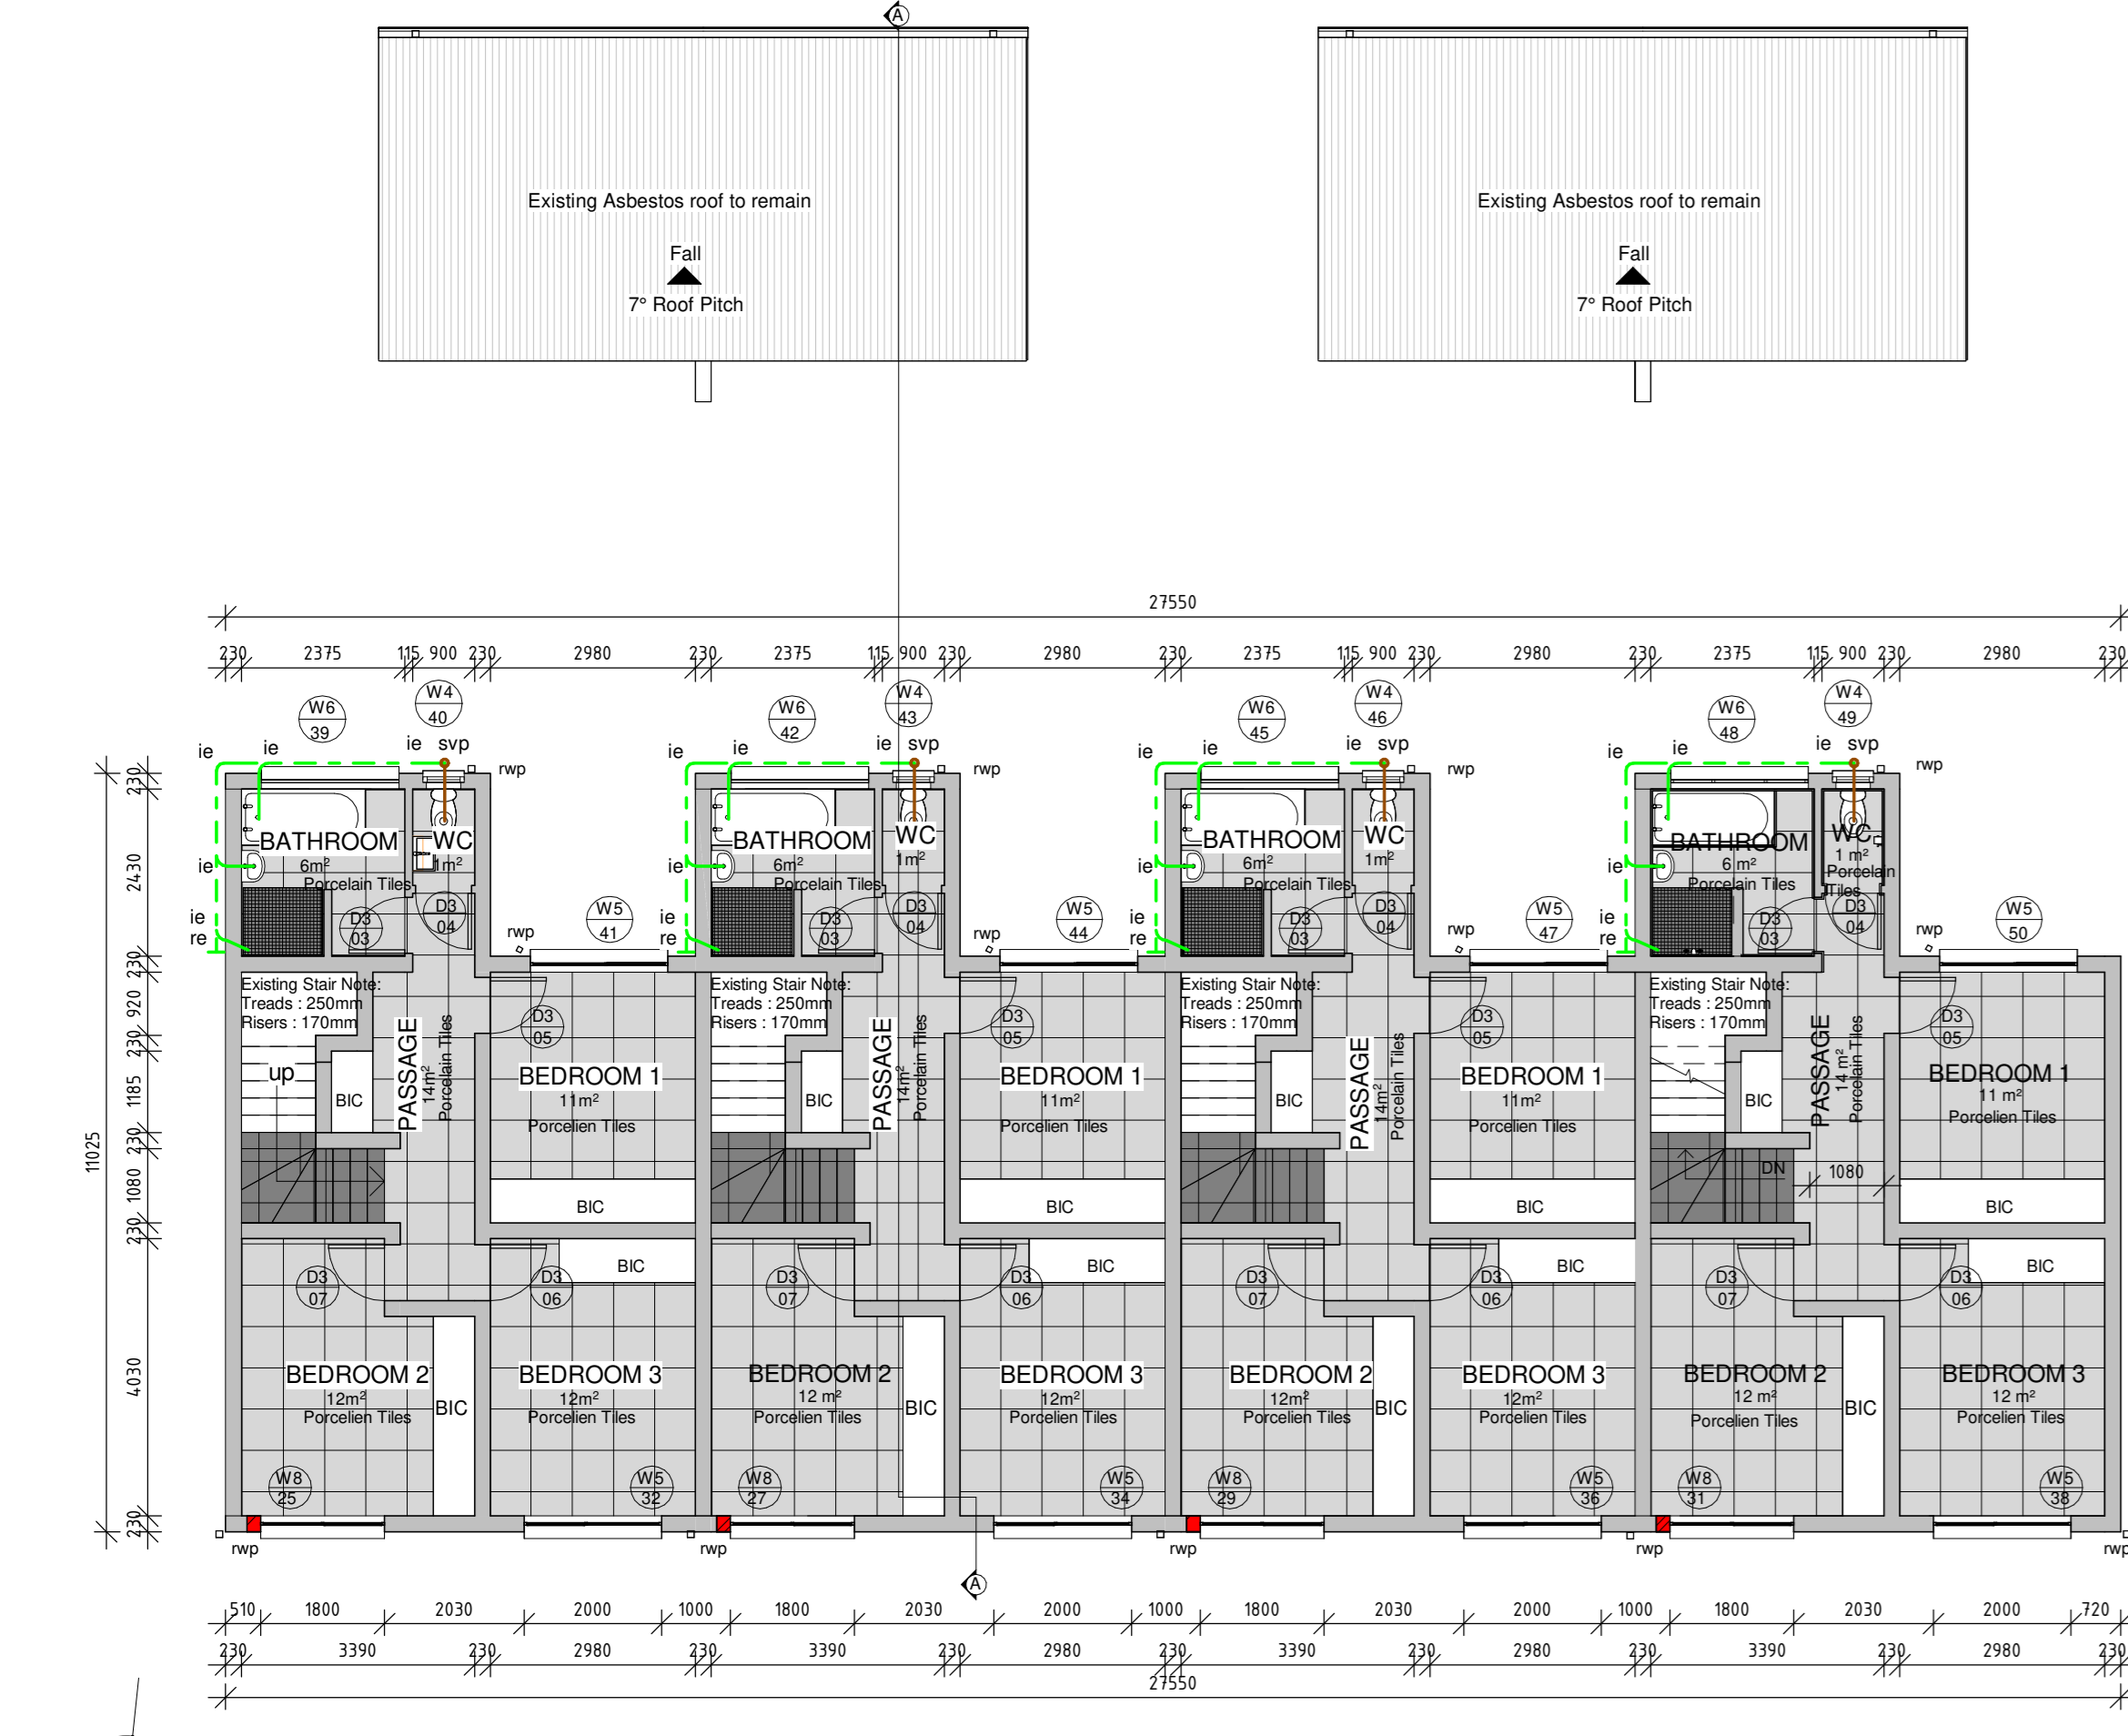 A
Existing Asbestos roof to remain
Existing Asbestos roof to remain
Fall
Fall
7° Roof Pitch
7° Roof Pitch
27550
230 2375 115 900 230 2980 230 2375 115 900 230 2980 230 2375 115 900 230 2980 230 2375 115 900 230 2980 230
W6 39 W4 40 W6 42 W4 43 W6 45 W4 46 W6 48 W4 49
ie ie ie svp rwp ie ie ie svp rwp ie ie ie svp rwp ie ie ie svp rwp
BATHROOM WC BATHROOM WC BATHROOM WC BATHROOM WC
6m² 1m² 6m² 1m² 6m² 1m² 6 m² 1 m²
Porcelain Tiles Porcelain Tiles Porcelain Tiles Porcelain Tiles Porcelain Tiles
ie ie ie ie
D3 03 D3 04 W5 41 D3 03 D3 04 W5 44 D3 03 D3 04 W5 47 D3 03 D3 04 W5 50
ie re rwp ie re rwp ie re rwp ie re rwp
Existing Stair Note: Existing Stair Note: Existing Stair Note: Existing Stair Note:
Treads : 250mm Treads : 250mm Treads : 250mm Treads : 250mm
Risers : 170mm Risers : 170mm Risers : 170mm Risers : 170mm
D3 05 D3 05 D3 05 D3 05
up
BIC BIC BIC BIC
PASSAGE 14m² Porcelain Tiles
PASSAGE 14m² Porcelain Tiles
PASSAGE 14m² Porcelain Tiles
PASSAGE 14 m² Porcelain Tiles
BEDROOM 1 BEDROOM 1 BEDROOM 1 BEDROOM 1
11m² 11m² 11m² 11 m²
Porcelien Tiles Porcelien Tiles Porcelien Tiles Porcelien Tiles
DN 1080
BIC BIC BIC BIC
BIC BIC BIC BIC
D3 07 D3 06 D3 07 D3 06 D3 07 D3 06 D3 07 D3 06
BEDROOM 2 BEDROOM 3 BEDROOM 2 BEDROOM 3 BEDROOM 2 BEDROOM 3 BEDROOM 2 BEDROOM 3
12m² 12m² 12 m² 12m² 12m² 12m² 12 m² 12 m²
Porcelien Tiles Porcelien Tiles Porcelien Tiles Porcelien Tiles Porcelien Tiles Porcelien Tiles Porcelien Tiles Porcelien Tiles
BIC BIC BIC BIC
W8 25 W5 32 W8 27 W5 34 W8 29 W5 36 W8 31 W5 38
rwp rwp rwp rwp rwp
A
11025
230 2430 230 920 230 1185 230 1080 230 4030 230
510 1800 2030 2000 1000 1800 2030 2000 1000 1800 2030 2000 1000 1800 2030 2000 720
230 3390 230 2980 230 3390 230 2980 230 3390 230 2980 230 3390 230 2980 230
27550